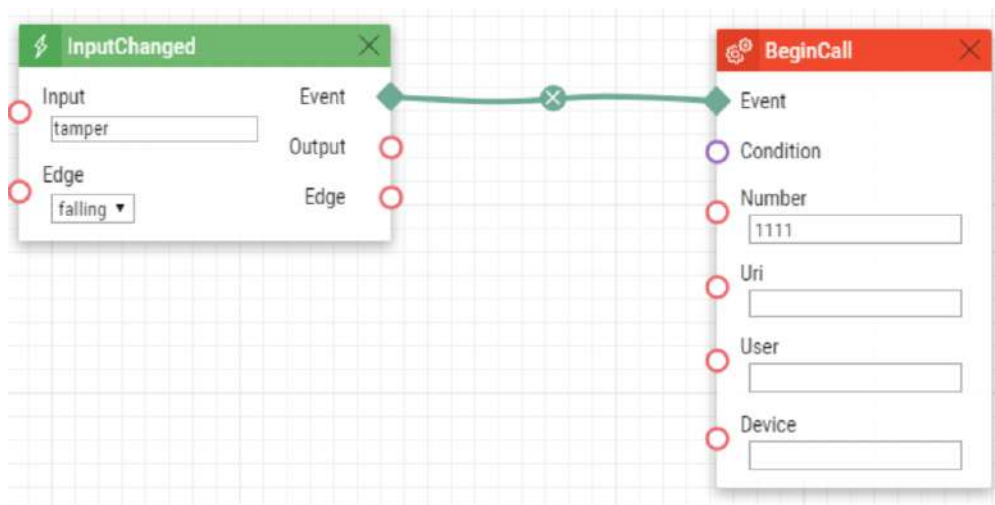 InputChanged
Input
tamper
Edge
falling ▼
Event
Output
Edge
BeginCall
Event
Condition
Number
1111
Uri
User
Device